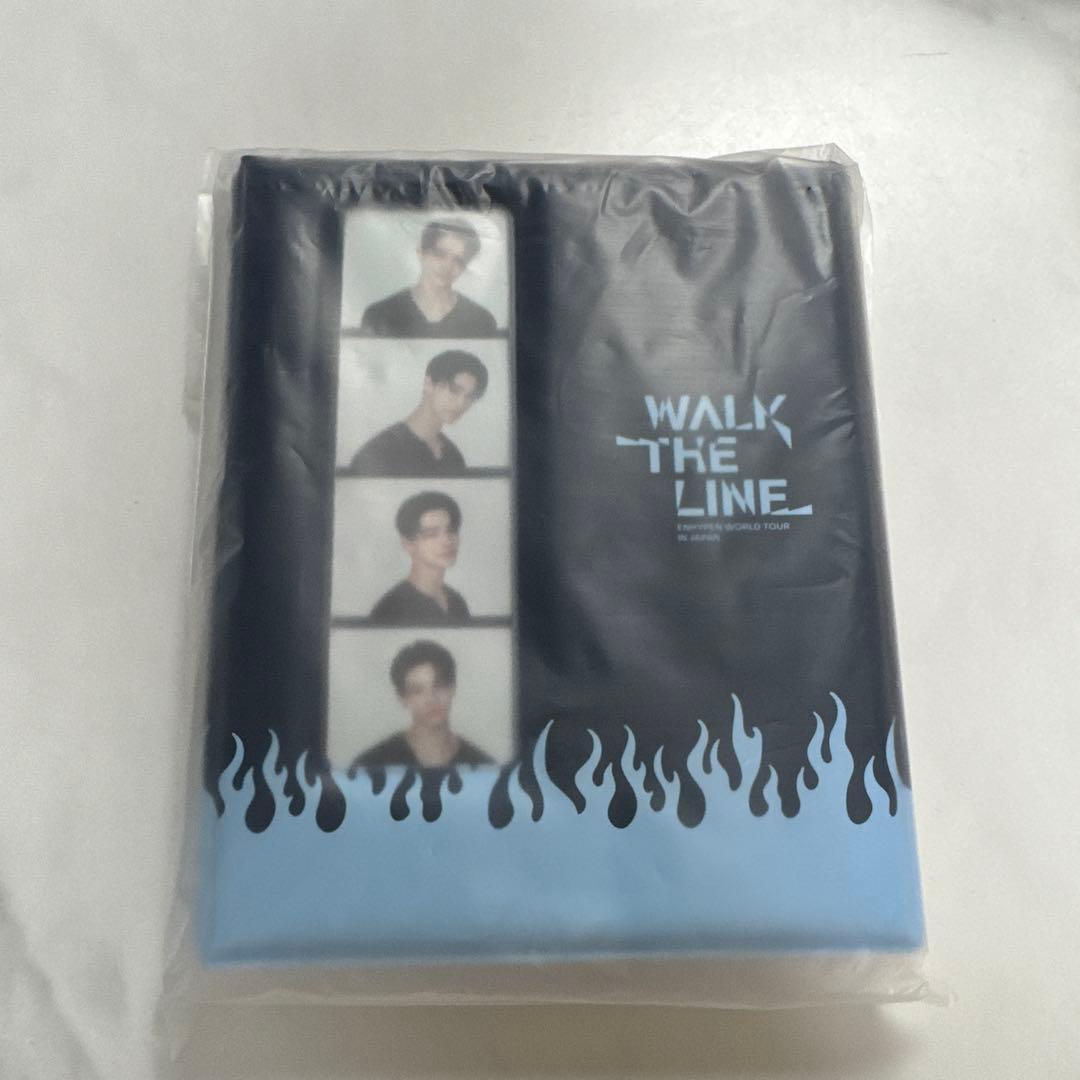 WALK
THE
LINE
ENHYPEN WORLD TOUR
IN JAPAN